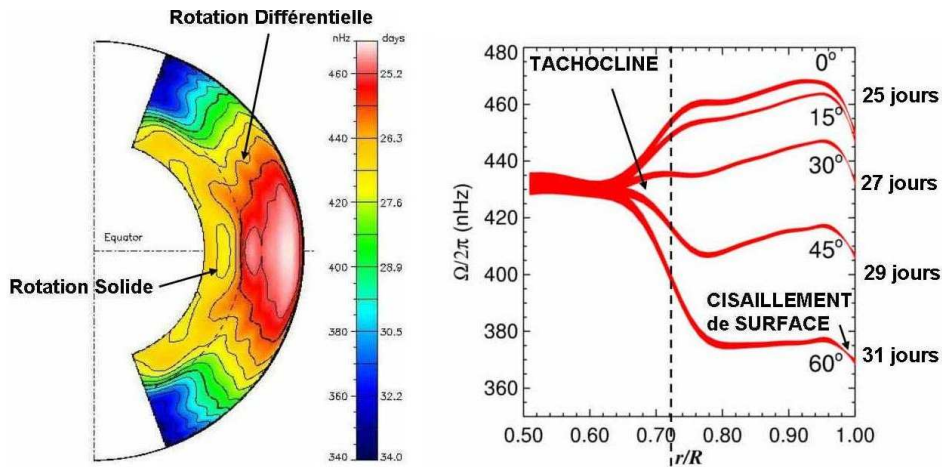 Rotation Différentielle
nHz days
460 25.2
440 26.3
420 27.6
400 28.9
380 30.5
360 32.2
340 34.0
Equator
Rotation Solide
480
460
440
420
400
380
360
Ω/2π (nHz)
TACHOCLINE
0°
15°
30°
45°
60°
CISAILLEMENT
de SURFACE
25 jours
27 jours
29 jours
31 jours
0.50 0.60 0.70 0.80 0.90 1.00
r/R